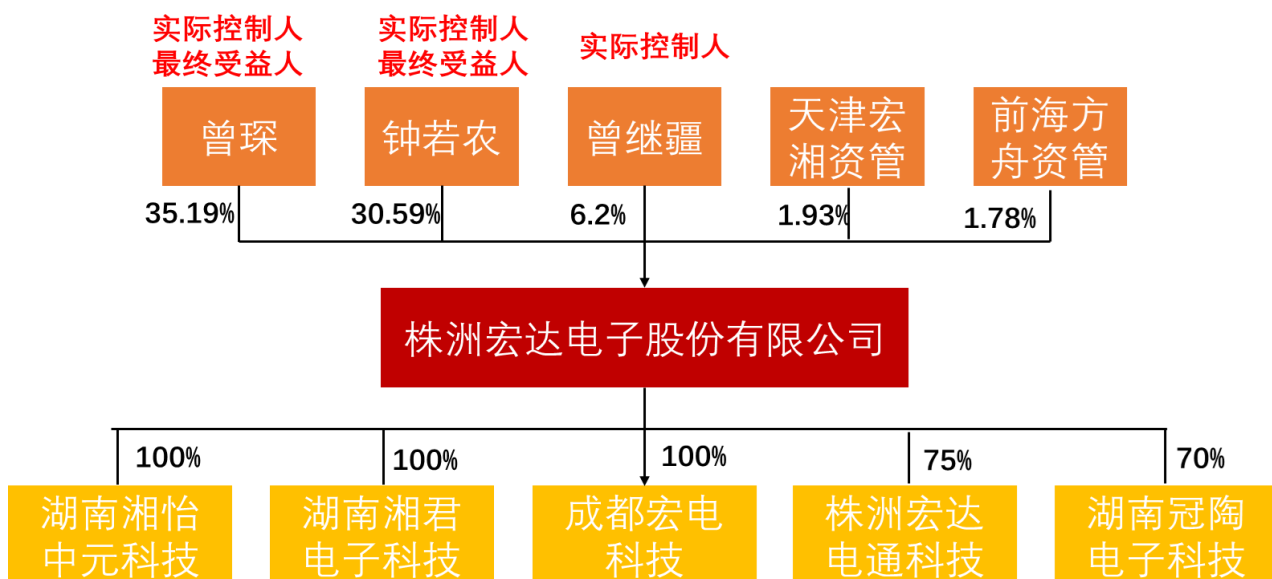 实际控制人
最终受益人
实际控制人
最终受益人
实际控制人
曾琛
钟若农
曾继疆
天津宏
湘资管
前海方
舟资管
35.19%
30.59%
6.2%
1.93%
1.78%
株洲宏达电子股份有限公司
100%
100%
100%
75%
70%
湖南湘怡
中元科技
湖南湘君
电子科技
成都宏电
科技
株洲宏达
电通科技
湖南冠陶
电子科技